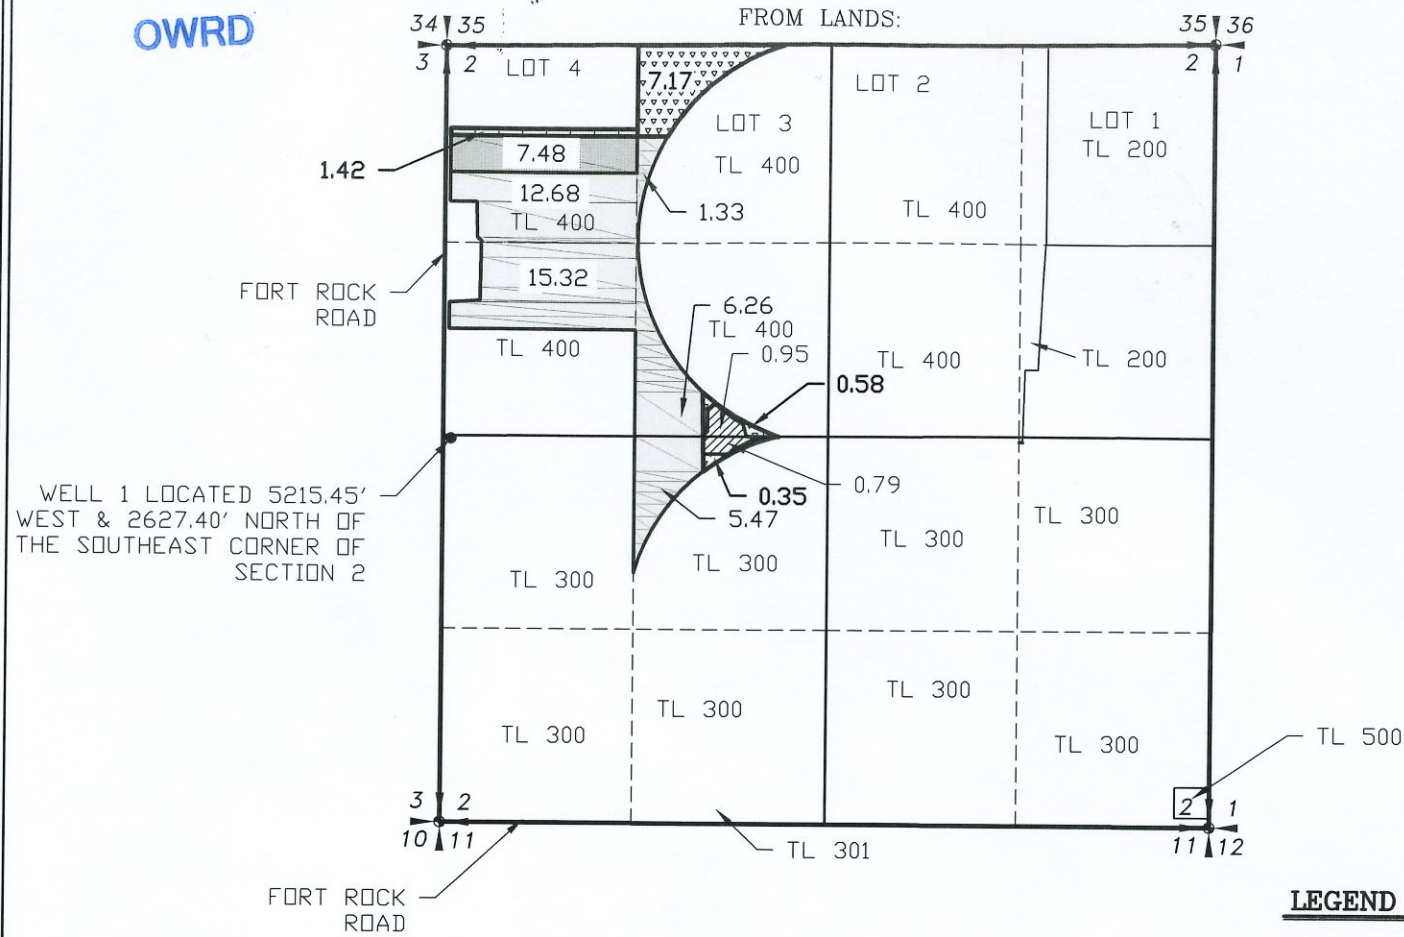 OWRD
FROM LANDS:
34 35
35 36
3 2
2 1
LOT 4
7.17
LOT 2
LOT 3
TL 400
LOT 1
TL 200
1.42
7.48
12.68
TL 400
1.33
TL 400
15.32
FORT ROCK
ROAD
6.26
TL 400
0.95
TL 400
TL 400
TL 200
0.58
WELL 1 LOCATED 5215.45'
WEST & 2627.40' NORTH OF
THE SOUTHEAST CORNER OF
SECTION 2
0.79
0.35
5.47
TL 300
TL 300
TL 300
TL 300
TL 300
TL 300
TL 300
TL 300
TL 500
3 2
2 1
10 11
11 12
TL 301
FORT ROCK
ROAD
LEGEND